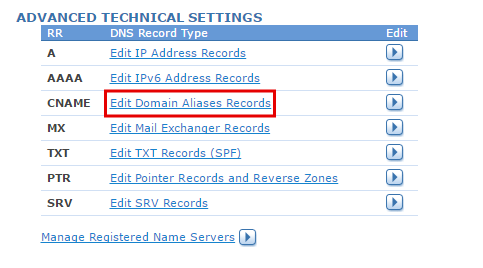 ADVANCED TECHNICAL SETTINGS
RR DNS Record Type Edit
A Edit IP Address Records
AAAA Edit IPv6 Address Records
CNAME Edit Domain Aliases Records
MX Edit Mail Exchanger Records
TXT Edit TXT Records (SPF)
PTR Edit Pointer Records and Reverse Zones
SRV Edit SRV Records
Manage Registered Name Servers